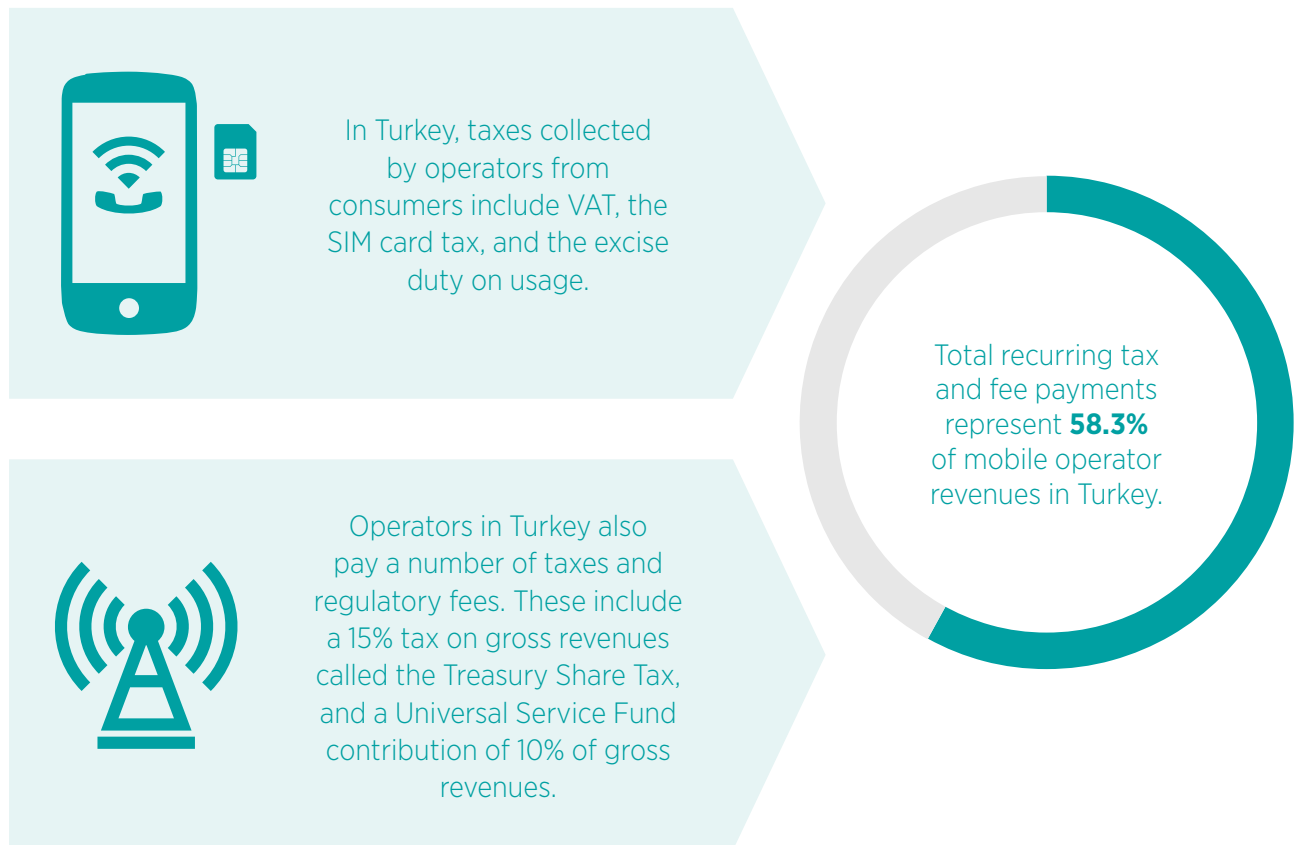 In Turkey, taxes collected
by operators from
consumers include VAT, the
SIM card tax, and the excise
duty on usage.
Operators in Turkey also
pay a number of taxes and
regulatory fees. These include
a 15% tax on gross revenues
called the Treasury Share Tax,
and a Universal Service Fund
contribution of 10% of gross
revenues.
Total recurring tax
and fee payments
represent 58.3%
of mobile operator
revenues in Turkey.